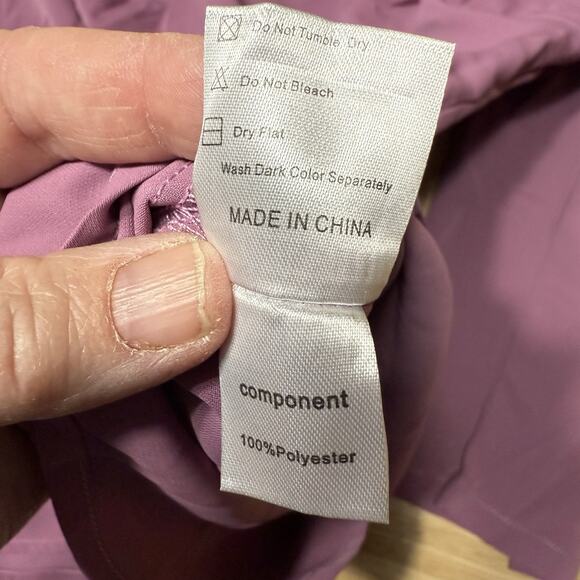 Do Not Tumble Dry
Do Not Bleach
Dry Flat
Wash Dark Color Separately
MADE IN CHINA
component
100%Polyester